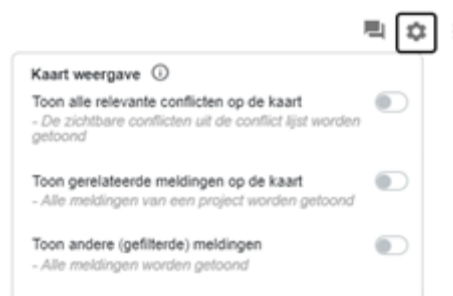 Kaart weergave
Toon alle relevante conflicten op de kaart
- De zichtbare conflicten uit de conflict lijst worden
getoond
Toon gerelateerde meldingen op de kaart
- Alle meldingen van een project worden getoond
Toon andere (gefilterde) meldingen
- Alle meldingen worden getoond